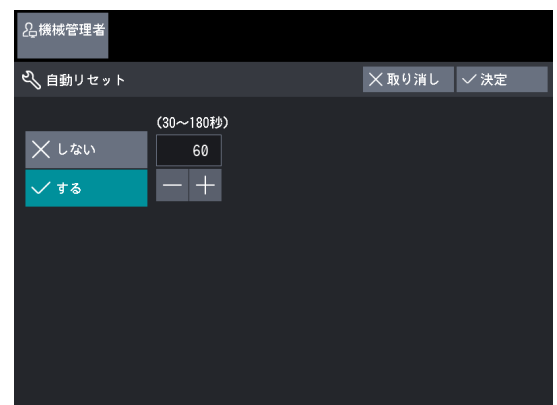 機械管理者
自動リセット
取り消し
決定
(30～180秒)
しない
60
する